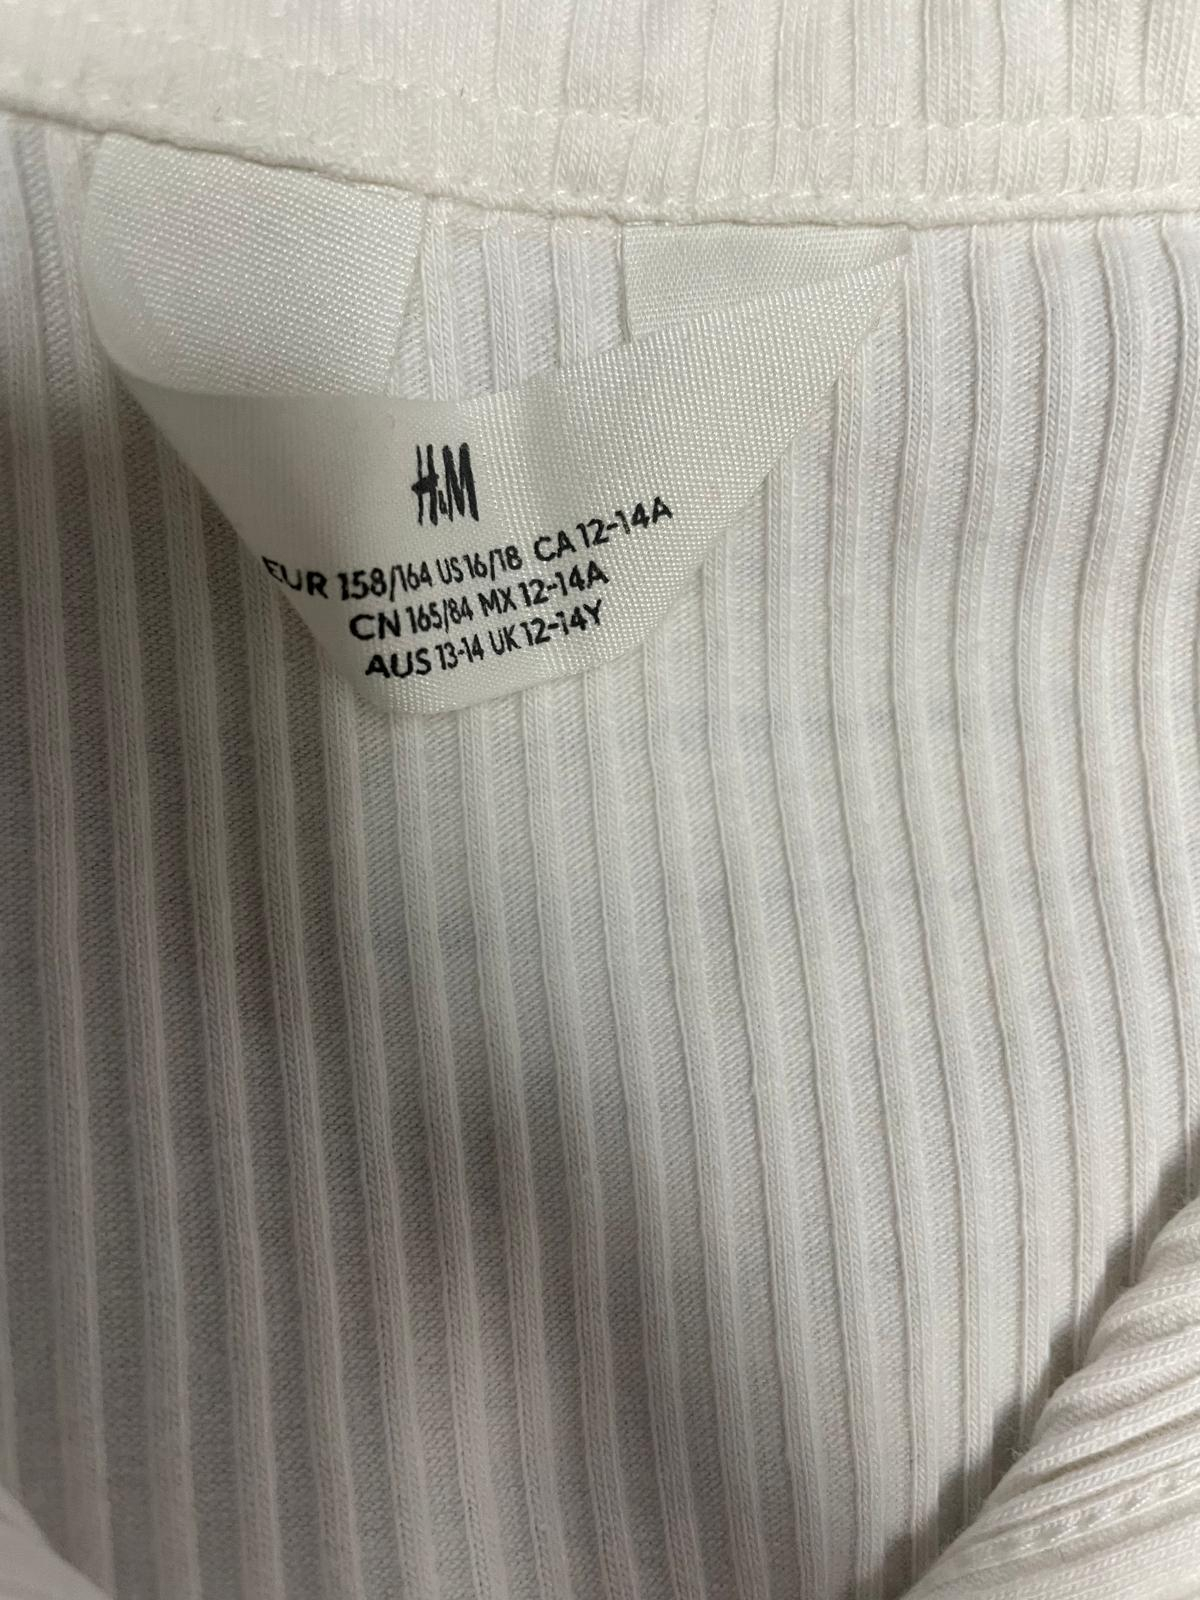 H&M
EUR 158/164 US 16/18 CA 12-14A
CN 165/84 MX 12-14A
AUS 13-14 UK 12-14Y